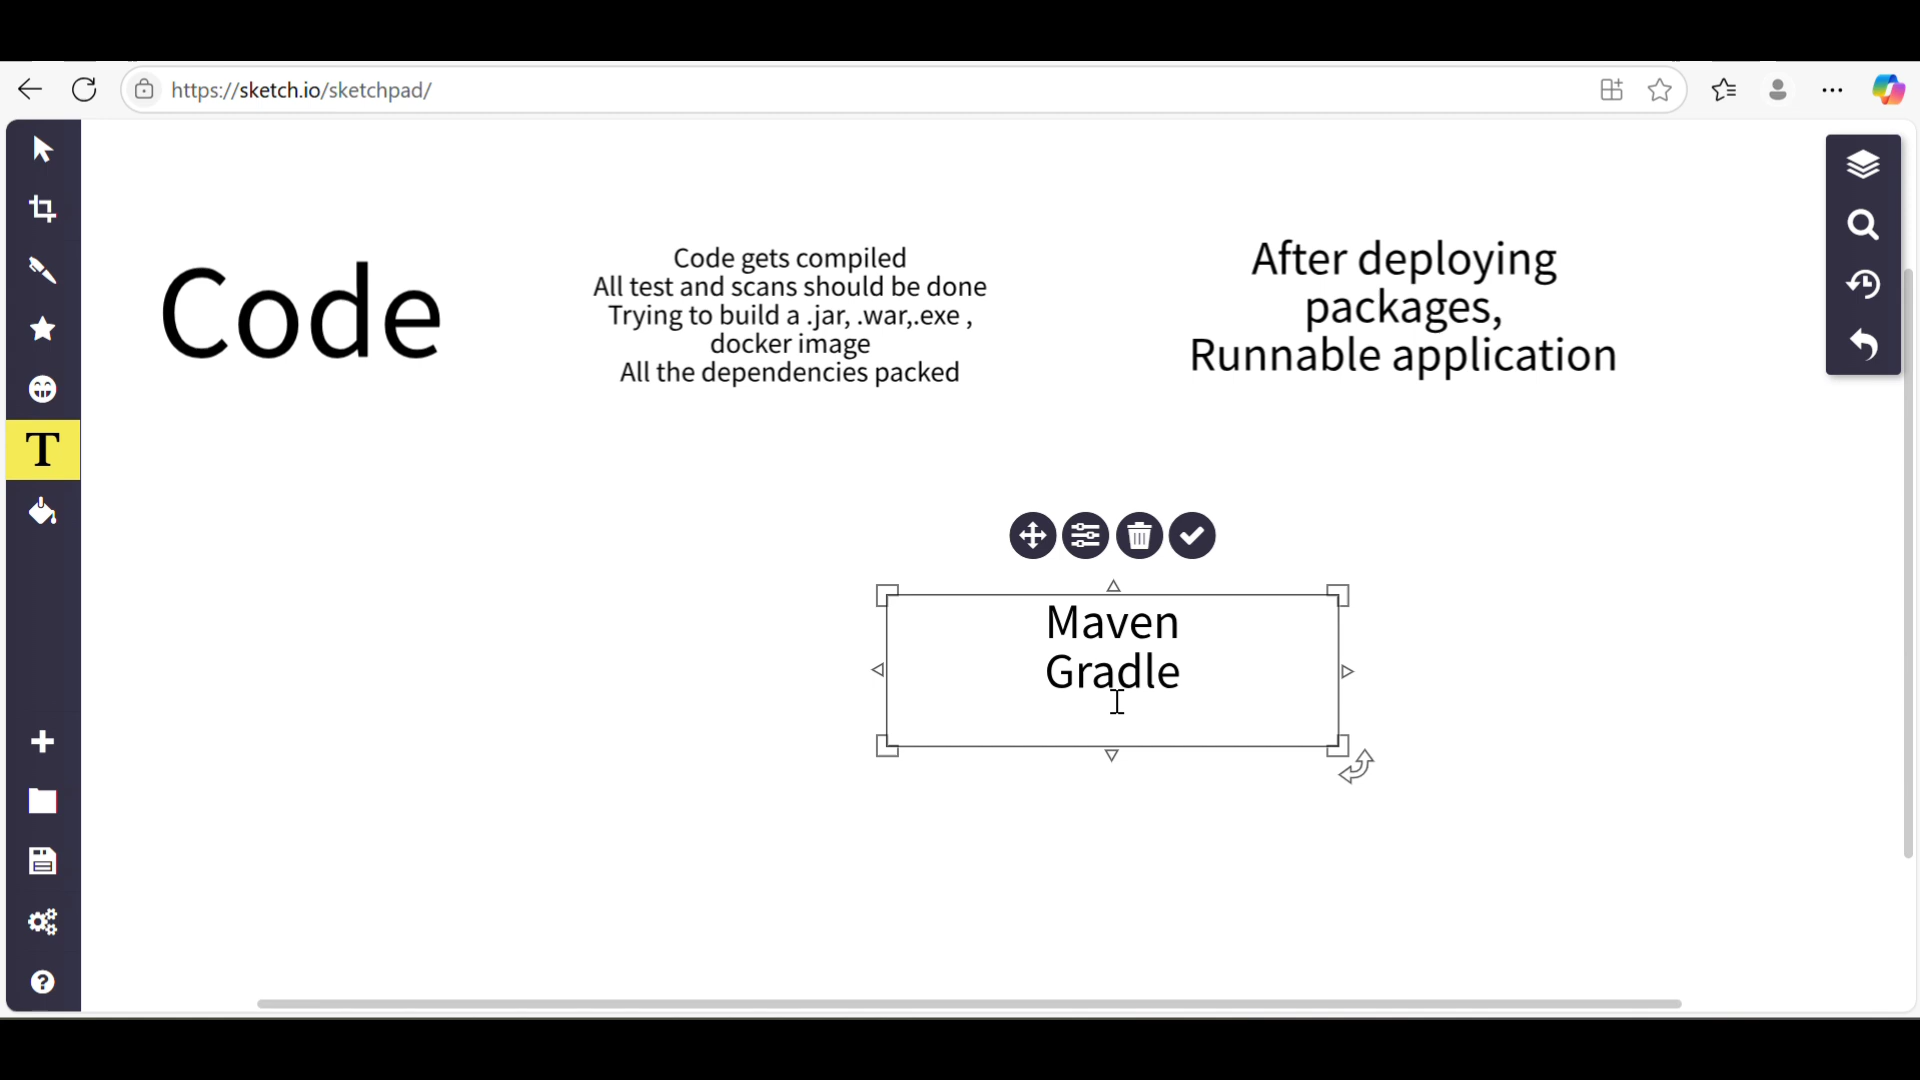 https://sketch.io/sketchpad/
Code
Code gets compiled
All test and scans should be done
Trying to build a .jar, .war,.exe ,
docker image
All the dependencies packed
After deploying
packages,
Runnable application
T
Maven
Gradle